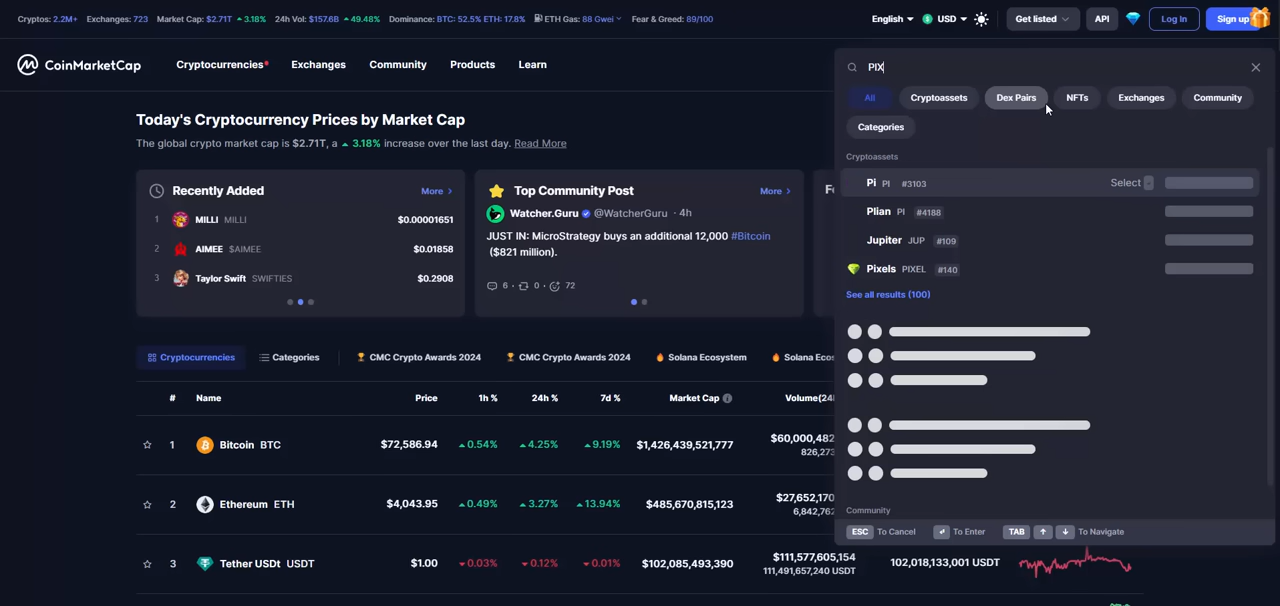 Cryptos: 2.2M+ Exchanges: 723 Market Cap: $2.71T 3.18% 24h Vol: $157.6B 49.48% Dominance: BTC: 52.5% ETH: 17.8% ETH Gas: 88 Gwei Fear & Greed: 89/100
English USD Get listed API Log In Sign up
CoinMarketCap Cryptocurrencies Exchanges Community Products Learn
PIX
All Cryptoassets Dex Pairs NFTs Exchanges Community
Categories
Cryptoassets
Pi PI #3103 Select
Plian PI #4188
Jupiter JUP #109
Pixels PIXEL #140
See all results (100)
Community
ESC To Cancel To Enter TAB ↑ ↓ To Navigate
Today's Cryptocurrency Prices by Market Cap
The global crypto market cap is $2.71T, a 3.18% increase over the last day. Read More
Recently Added More
1 MILLI MILLI $0.00001651
2 AIMEE $AIMEE $0.01858
3 Taylor Swift SWIFTIES $0.2908
Top Community Post More
Watcher.Guru @WatcherGuru · 4h
JUST IN: MicroStrategy buys an additional 12,000 #Bitcoin
($821 million).
6 · 0 · 72
Cryptocurrencies Categories CMC Crypto Awards 2024 CMC Crypto Awards 2024 Solana Ecosystem Solana Ecos
# Name Price 1h % 24h % 7d % Market Cap Volume(24
1 Bitcoin BTC $72,586.94 0.54% 4.25% 9.19% $1,426,439,521,777 $60,000,482
826,273
2 Ethereum ETH $4,043.95 0.49% 3.27% 13.94% $485,670,815,123 $27,652,170
6,842,762
3 Tether USDt USDT $1.00 0.03% 0.12% 0.01% $102,085,493,390 $111,577,605,154 102,018,133,001 USDT
111,491,657,240 USDT